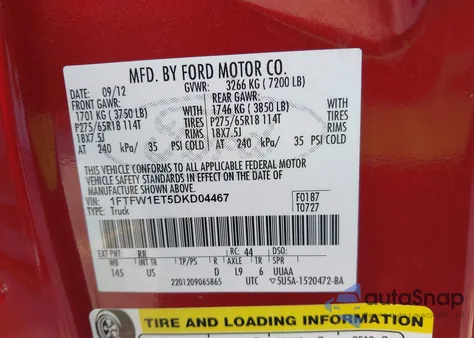 MFD. BY FORD MOTOR CO.
DATE: 09/12 GVWR: 3266 KG ( 7200 LB)
FRONT GAWR: REAR GAWR:
1701 KG ( 3750 LB) 1746 KG ( 3850 LB)
P275/65R18 114T TIRES P275/65R18 114T
18X7.5J RIMS 18X7.5J
AT 240 kPa/ 35 PSI COLD RIMS AT 240 kPa/ 35 PSI COLD
THIS VEHICLE CONFORMS TO ALL APPLICABLE FEDERAL MOTOR
VEHICLE SAFETY STANDARDS IN EFFECT ON THE DATE OF
MANUFACTURE SHOWN ABOVE.
VIN: 1FTFW1ET5DKD04467 F0187
TYPE: Truck T0727
EXT PNT: RR RC: 44 DSO:
WB INT TR TP/PS R AXLE TR SPR
145 US D L9 6 UUAA
2201209065865 UTC 5U5A-1520472-BA
autoSnap
TIRE AND LOADING INFORMATION